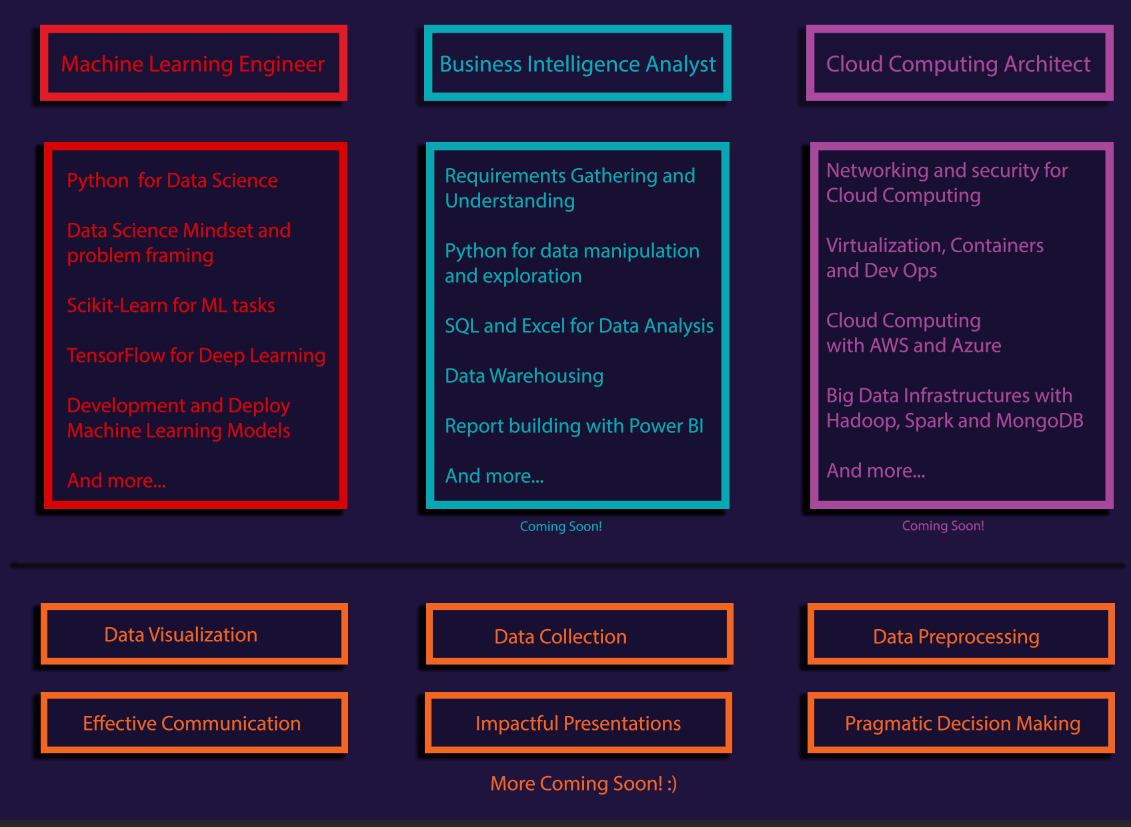 Machine Learning Engineer
Business Intelligence Analyst
Cloud Computing Architect
Python  for Data Science
Data Science Mindset and
problem framing
Scikit-Learn for ML tasks
TensorFlow for Deep Learning
Development and Deploy
Machine Learning Models
And more...
Requirements Gathering and
Understanding
Python for data manipulation
and exploration
SQL and Excel for Data Analysis
Data Warehousing
Report building with Power BI
And more...
Coming Soon!
Networking and security for
Cloud Computing
Virtualization, Containers
and Dev Ops
Cloud Computing
with AWS and Azure
Big Data Infrastructures with
Hadoop, Spark and MongoDB
And more...
Coming Soon!
Data Visualization
Data Collection
Data Preprocessing
Effective Communication
Impactful Presentations
Pragmatic Decision Making
More Coming Soon! :)